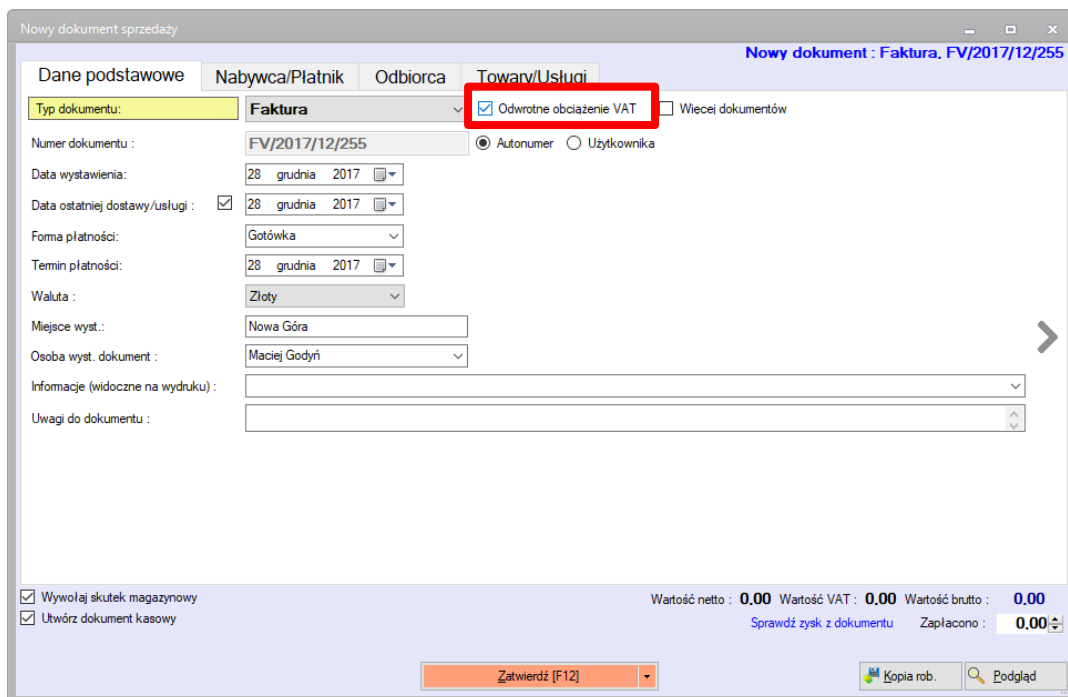 Nowy dokument sprzedaży
Nowy dokument : Faktura, FV/2017/12/255
Dane podstawowe Nabywca/Płatnik Odbiorca Towary/Usługi
Typ dokumentu: Faktura Odwrotne obciążenie VAT Więcej dokumentów
Numer dokumentu : FV/2017/12/255 Autonumer Użytkownika
Data wystawienia: 28 grudnia 2017
Data ostatniej dostawy/usługi : 28 grudnia 2017
Forma płatności: Gotówka
Termin płatności: 28 grudnia 2017
Waluta : Złoty
Miejsce wyst.: Nowa Góra
Osoba wyst. dokument : Maciej Godyń
Informacje (widoczne na wydruku) :
Uwagi do dokumentu :
Wywołaj skutek magazynowy Wartość netto : 0,00 Wartość VAT : 0,00 Wartość brutto : 0,00
Utwórz dokument kasowy Sprawdź zysk z dokumentu Zapłacono : 0,00
Zatwierdź [F12] Kopia rob. Podgląd